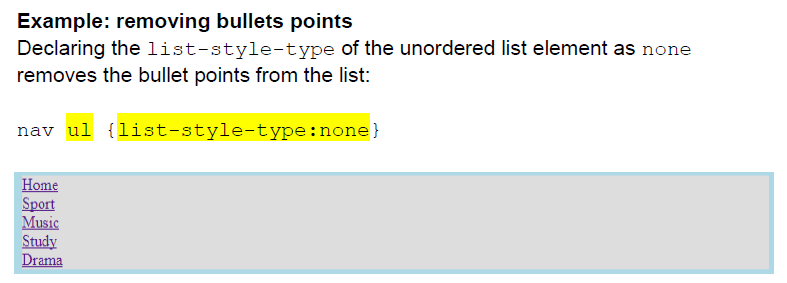 Example: removing bullets points
Declaring the list-style-type of the unordered list element as none
removes the bullet points from the list:
nav ul {list-style-type:none}
Home
Sport
Music
Study
Drama